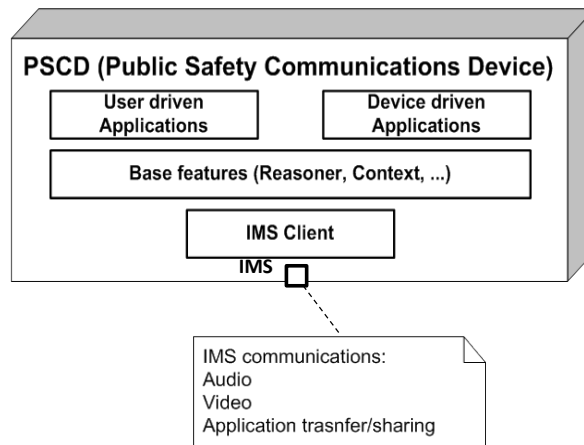 PSCD (Public Safety Communications Device)
User driven
Applications
Device driven
Applications
Base features (Reasoner, Context, ...)
IMS Client
IMS
IMS communications:
Audio
Video
Application trasnfer/sharing